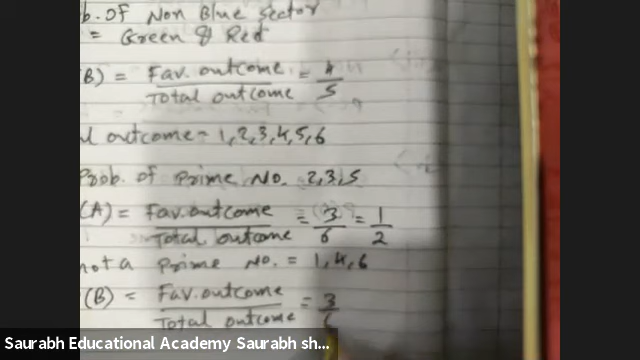 b. of Non Blue Sector
= Green & Red
(B) = Fav. outcome / Total outcome = 4/5
l outcome = 1,2,3,4,5,6
Prob. of Prime No. 2,3,5
(A) = Fav. outcome / Total outcome = 3/6 = 1/2
not a Prime No. = 1,4,6
(B) = Fav. outcome / Total outcome = 3/6
Saurabh Educational Academy Saurabh sh...